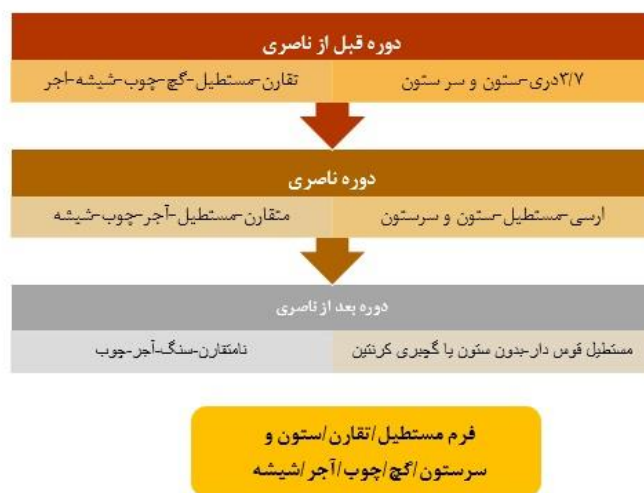 دوره قبل از ناصری
۳/۷دری-ستون و سر ستون
تقارن-مستطیل-گچ-چوب-شیشه-اجر
دوره ناصری
ارسی-مستطیل-ستون و سرستون
متقارن-مستطیل-آجر-چوب-شیشه
دوره بعد از ناصری
مستطیل قوس دار-بدون ستون یا گچبری کرنتین
نامتقارن-سنگ-آجر-چوب
فرم مستطیل/تقارن/ستون و
سرستون/گچ/چوب/آجر/شیشه